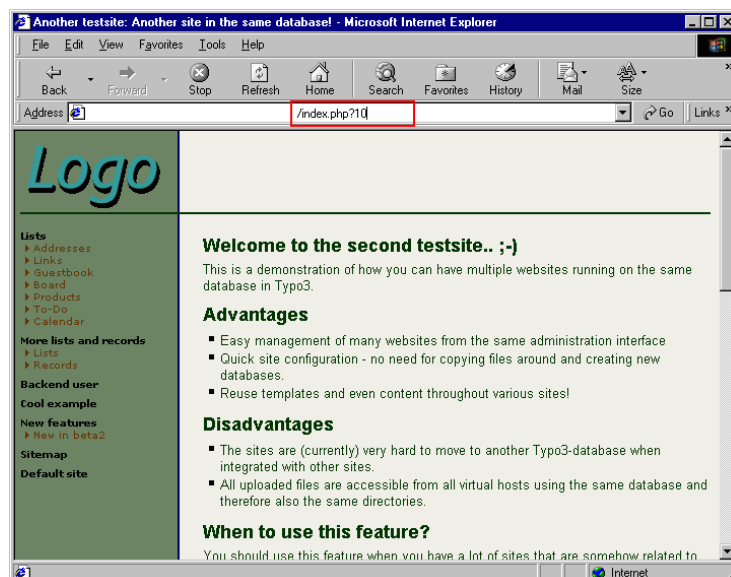 Another testsite: Another site in the same database! - Microsoft Internet Explorer
File Edit View Favorites Tools Help
Back Forward Stop Refresh Home Search Favorites History Mail Size »
Address /index.php?10 Go Links »
Logo
Lists
Addresses
Links
Guestbook
Board
Products
To-Do
Calendar
More lists and records
Lists
Records
Backend user
Cool example
New features
New in beta2
Sitemap
Default site
Welcome to the second testsite.. ;-)
This is a demonstration of how you can have multiple websites running on the same
database in Typo3.
Advantages
Easy management of many websites from the same administration interface
Quick site configuration - no need for copying files around and creating new
databases.
Reuse templates and even content throughout various sites!
Disadvantages
The sites are (currently) very hard to move to another Typo3-database when
integrated with other sites.
All uploaded files are accessible from all virtual hosts using the same database and
therefore also the same directories.
When to use this feature?
You should use this feature when you have a lot of sites that are somehow related to
Internet